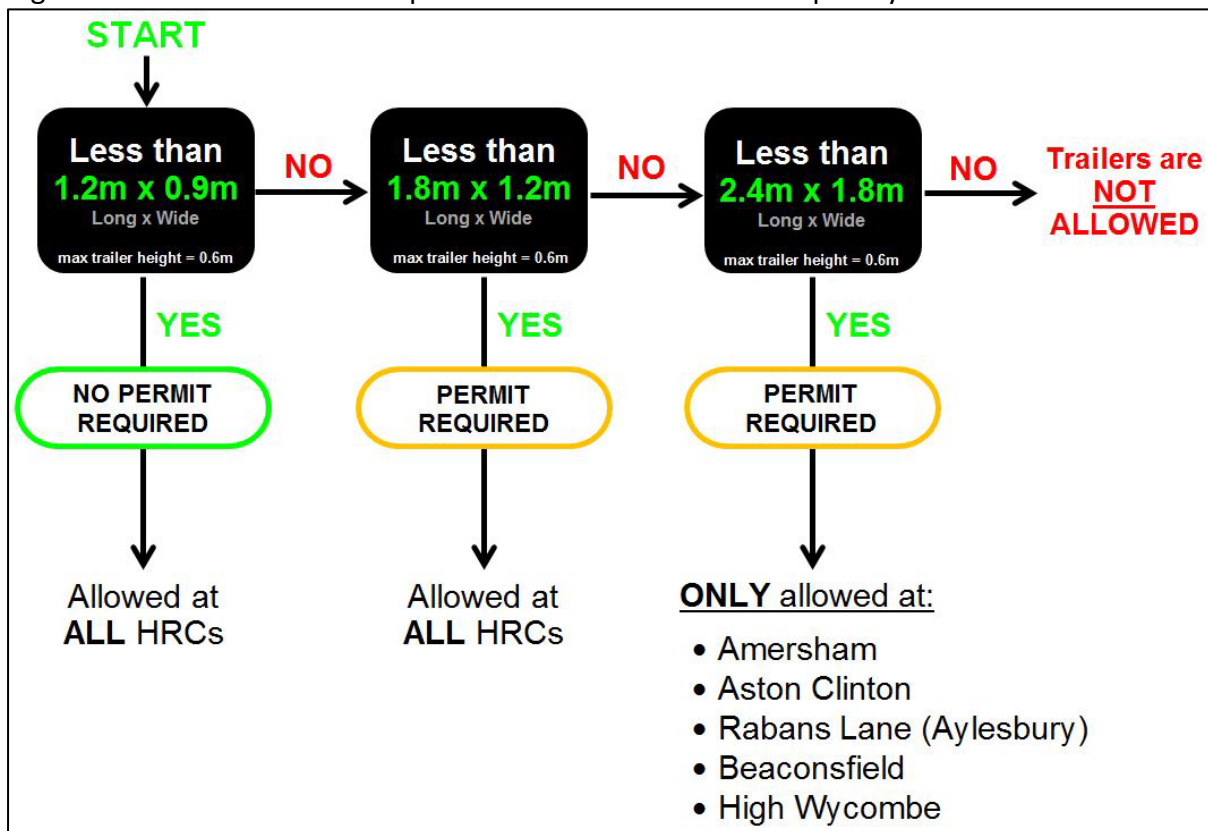 START
Less than
1.2m x 0.9m
Long x Wide
max trailer height = 0.6m
NO
Less than
1.8m x 1.2m
Long x Wide
max trailer height = 0.6m
NO
Less than
2.4m x 1.8m
Long x Wide
max trailer height = 0.6m
NO
Trailers are
NOT
ALLOWED
YES
YES
YES
NO PERMIT
REQUIRED
PERMIT
REQUIRED
PERMIT
REQUIRED
Allowed at
ALL HRCs
Allowed at
ALL HRCs
ONLY allowed at:
• Amersham
• Aston Clinton
• Rabans Lane (Aylesbury)
• Beaconsfield
• High Wycombe